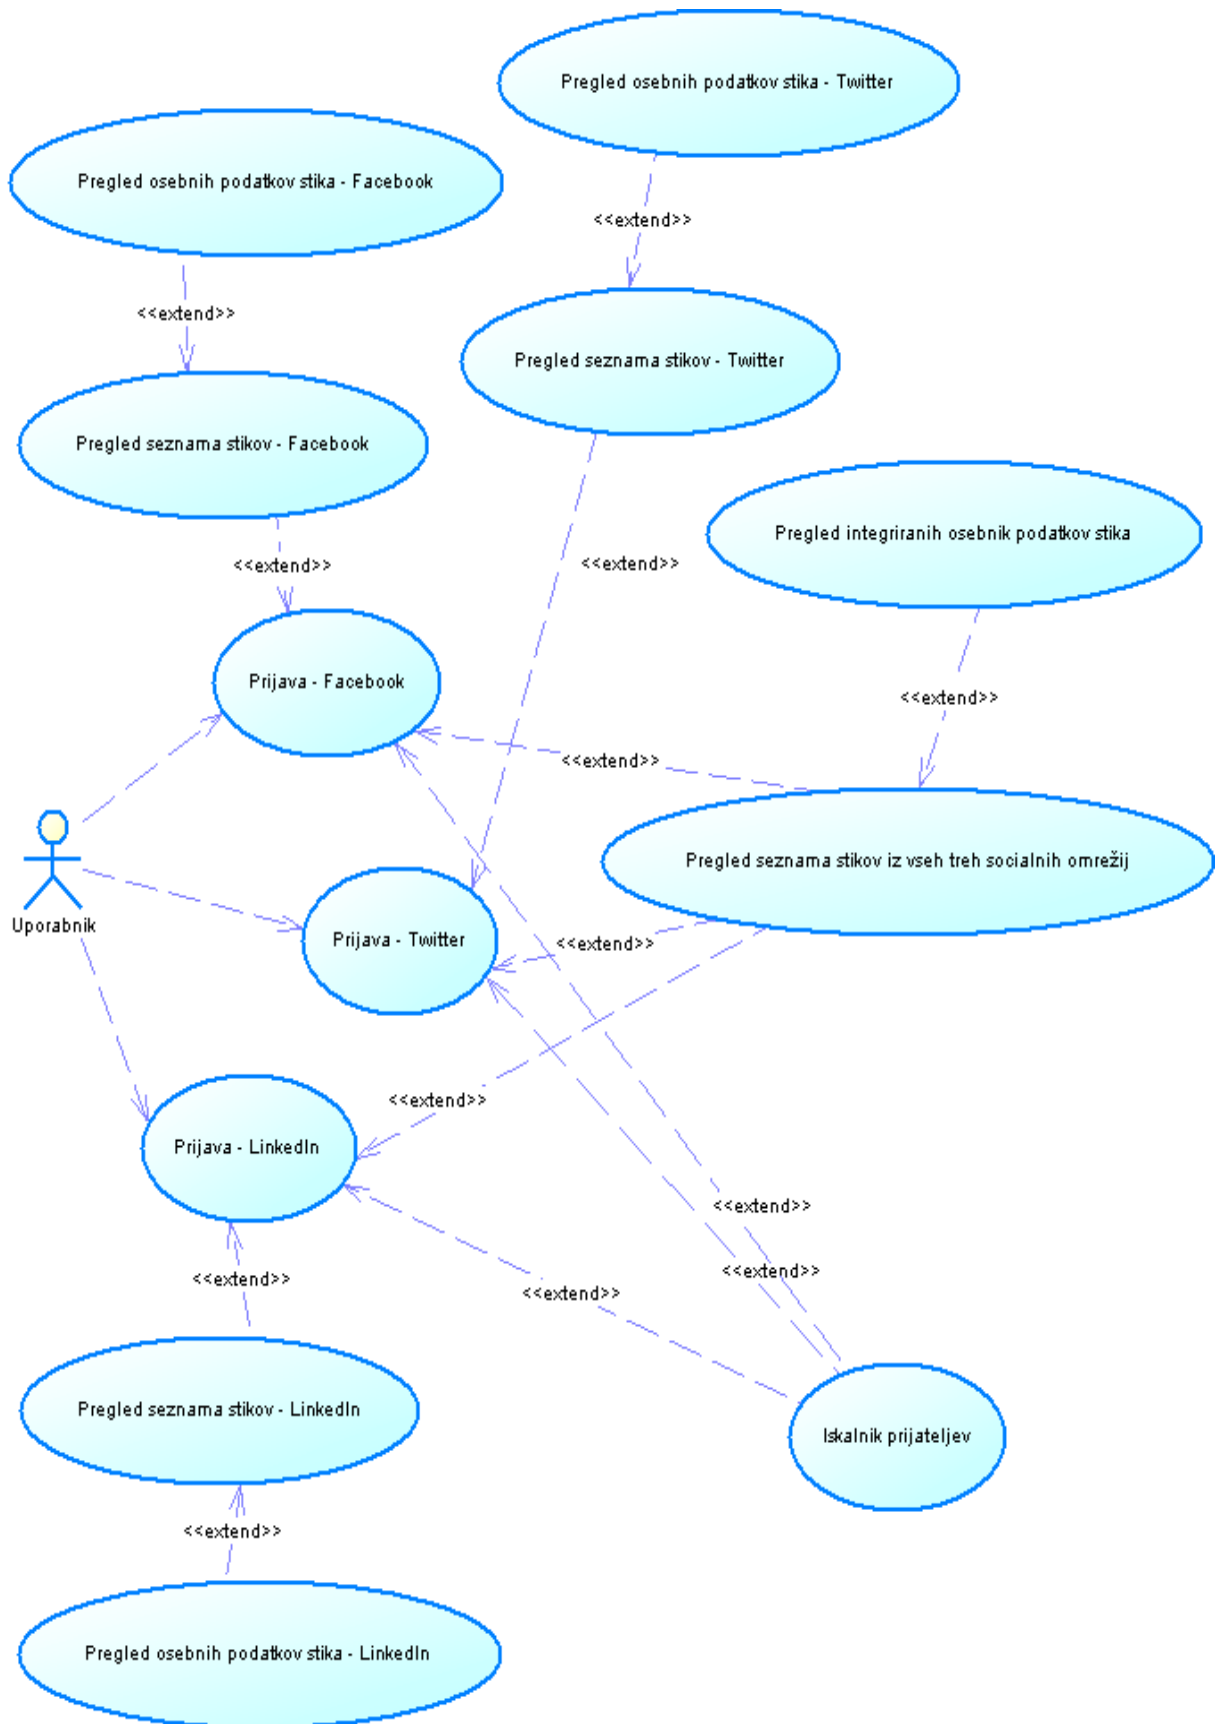 Pregled osebnih podatkov stika - Twitter
Pregled osebnih podatkov stika - Facebook
<<extend>>
<<extend>>
Pregled seznama stikov - Twitter
Pregled seznama stikov - Facebook
Pregled integriranih osebnik podatkov stika
<<extend>>
<<extend>>
Prijava - Facebook
<<extend>>
<<extend>>
Pregled seznama stikov iz vseh treh socialnih omrežij
Uporabnik
Prijava - Twitter
<<extend>>
<<extend>>
Prijava - LinkedIn
<<extend>>
<<extend>>
<<extend>>
<<extend>>
Pregled seznama stikov - LinkedIn
Iskalnik prijateljev
<<extend>>
Pregled osebnih podatkov stika - LinkedIn